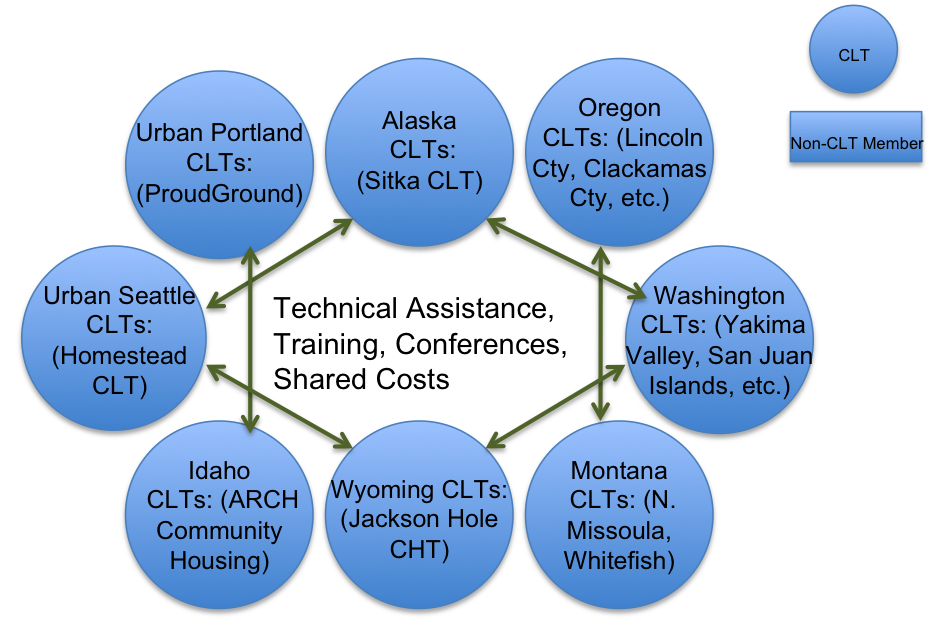 CLT
Non-CLT Member
Urban Portland
CLTs:
(ProudGround)
Alaska
CLTs:
(Sitka CLT)
Oregon
CLTs: (Lincoln
Cty, Clackamas
Cty, etc.)
Urban Seattle
CLTs:
(Homestead
CLT)
Technical Assistance,
Training, Conferences,
Shared Costs
Washington
CLTs: (Yakima
Valley, San Juan
Islands, etc.)
Idaho
CLTs: (ARCH
Community
Housing)
Wyoming CLTs:
(Jackson Hole
CHT)
Montana
CLTs: (N.
Missoula,
Whitefish)